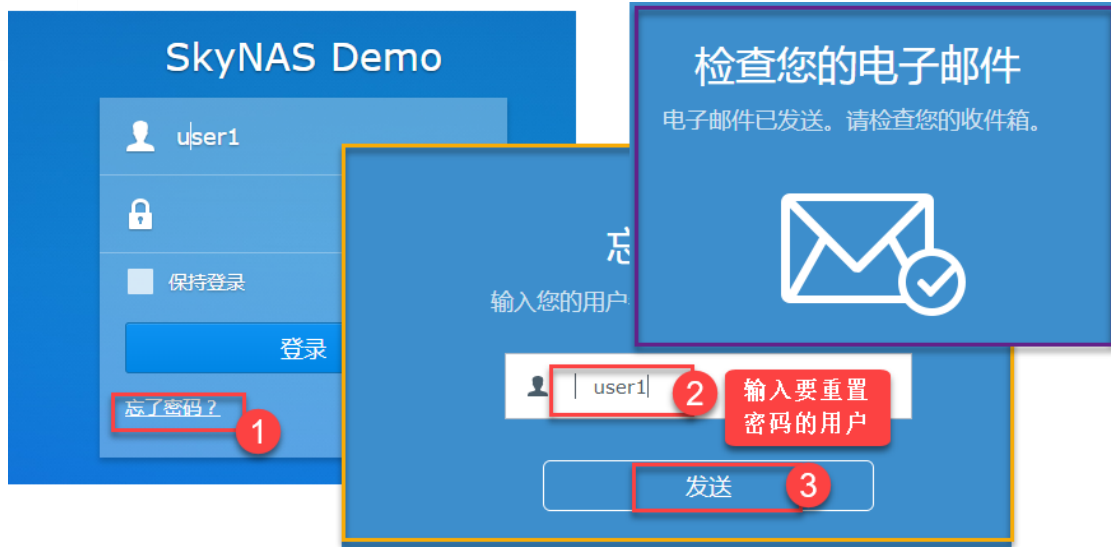 SkyNAS Demo
user1
保持登录
登录
忘了密码？
1
输入您的用户
user1
2
输入要重置
密码的用户
发送
3
检查您的电子邮件
电子邮件已发送。请检查您的收件箱。